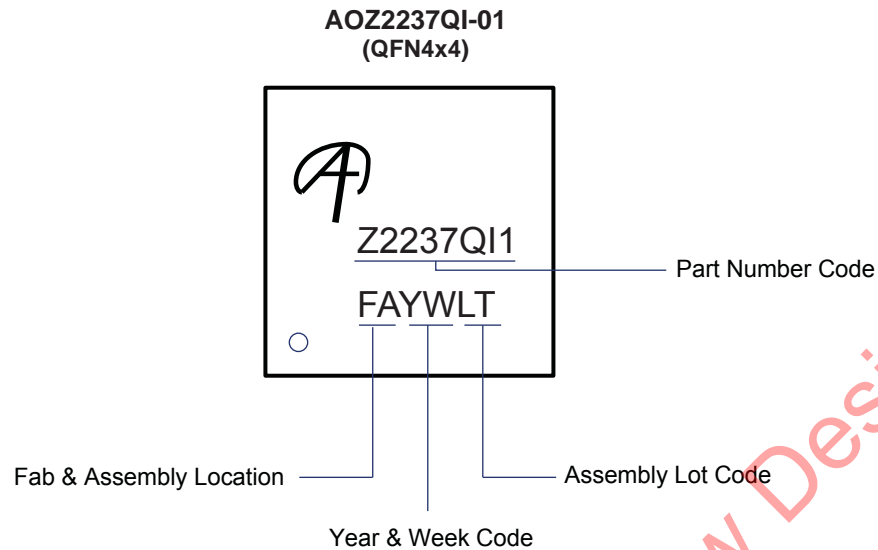 AOZ2237QI-01
(QFN4x4)
Z2237QI1
Part Number Code
FAYWLT
Fab & Assembly Location
Assembly Lot Code
Year & Week Code